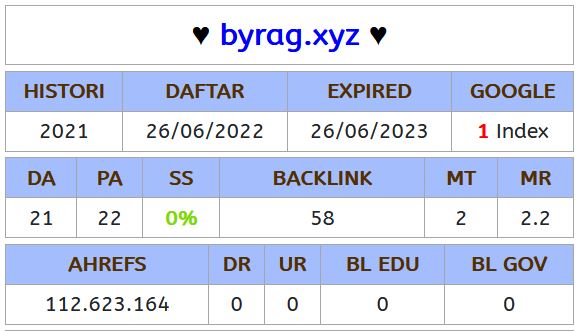 ♥ byrag.xyz ♥
HISTORI DAFTAR EXPIRED GOOGLE
2021 26/06/2022 26/06/2023 1 Index
DA PA SS BACKLINK MT MR
21 22 0% 58 2 2.2
AHREFS DR UR BL EDU BL GOV
112.623.164 0 0 0 0